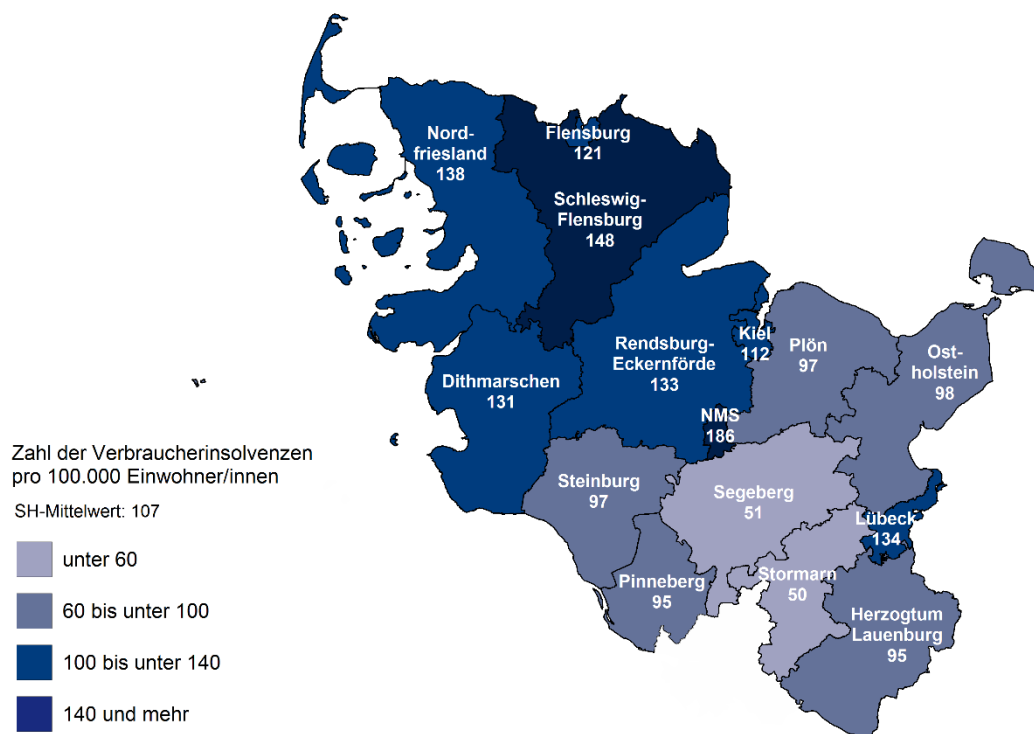 Nord-
friesland
138
Flensburg
121
Schleswig-
Flensburg
148
Kiel
112
Plön
97
Ost-
holstein
98
Rendsburg-
Eckernförde
133
Dithmarschen
131
NMS
186
Steinburg
97
Segeberg
51
Lübeck
134
Pinneberg
95
Stormarn
50
Herzogtum
Lauenburg
95
Zahl der Verbraucherinsolvenzen
pro 100.000 Einwohner/innen
SH-Mittelwert: 107
unter 60
60 bis unter 100
100 bis unter 140
140 und mehr